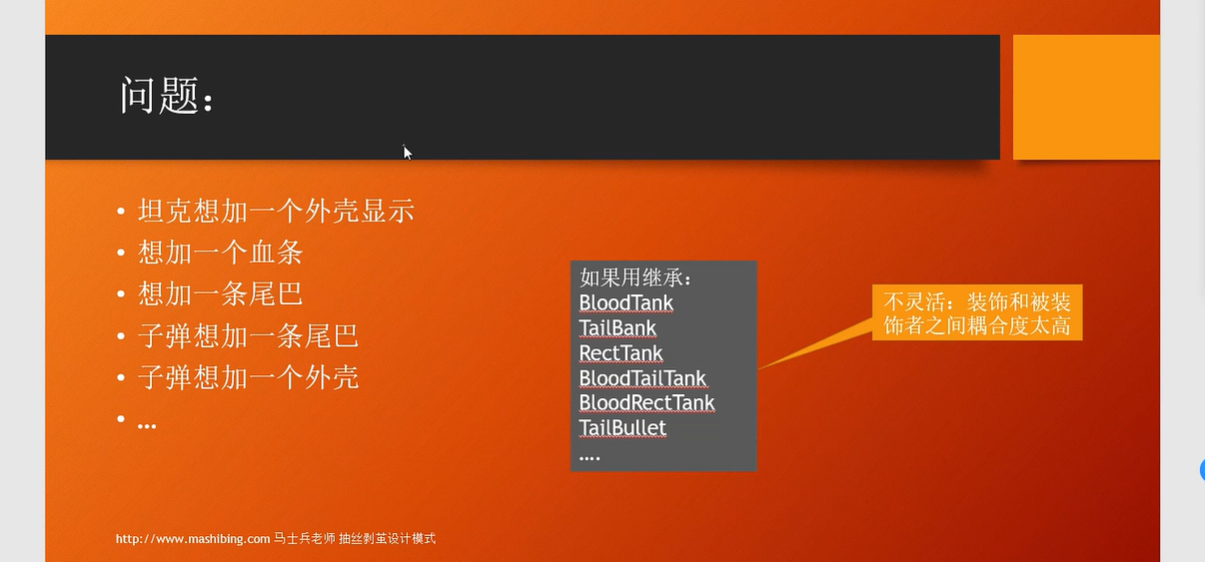 问题：
• 坦克想加一个外壳显示
• 想加一个血条
• 想加一条尾巴
• 子弹想加一条尾巴
• 子弹想加一个外壳
• ...
如果用继承：
BloodTank
TailBank
RectTank
BloodTailTank
BloodRectTank
TailBullet
....
不灵活：装饰和被装
饰者之间耦合度太高
http://www.mashibing.com 马士兵老师 抽丝剥茧设计模式